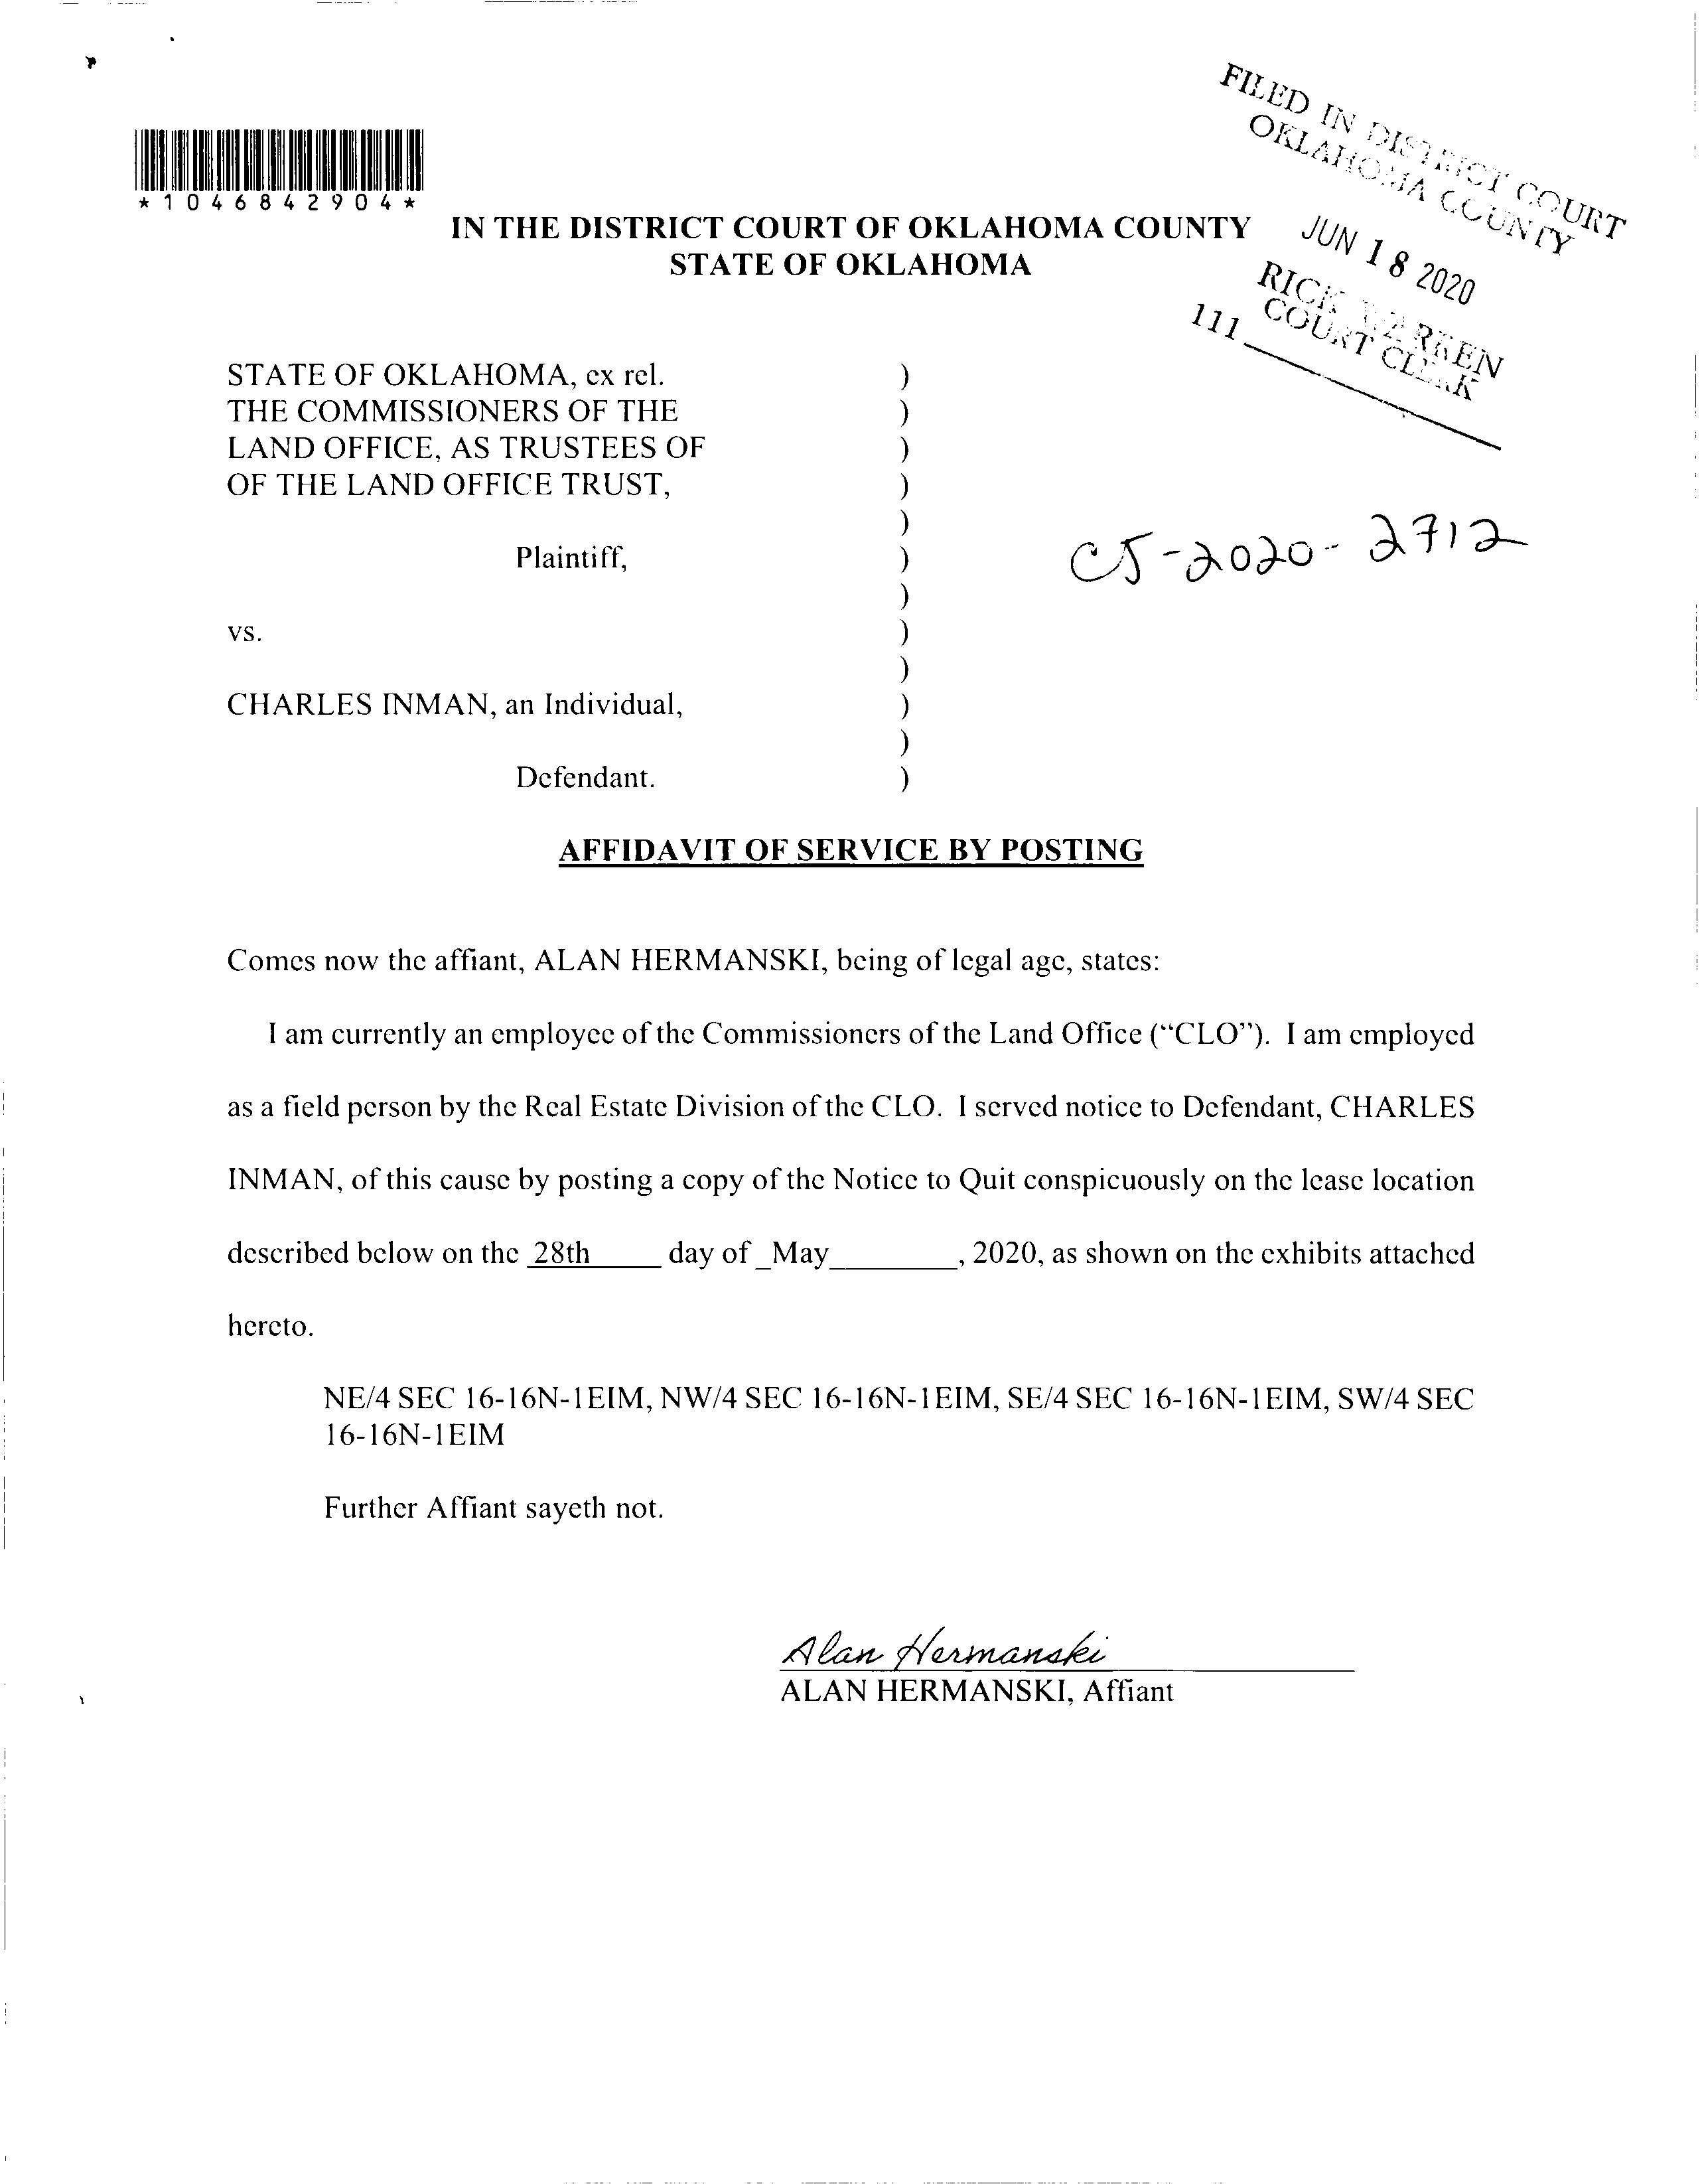 FILED IN DISTRICT COURT
OKLAHOMA COUNTY
JUN 18 2020
RICK WARREN
COURT CLERK
111
*1046842904*
IN THE DISTRICT COURT OF OKLAHOMA COUNTY
STATE OF OKLAHOMA
STATE OF OKLAHOMA, ex rel. )
THE COMMISSIONERS OF THE )
LAND OFFICE, AS TRUSTEES OF )
OF THE LAND OFFICE TRUST, )
)
Plaintiff, )
CJ-2020-2712
)
vs. )
)
CHARLES INMAN, an Individual, )
)
Defendant. )
AFFIDAVIT OF SERVICE BY POSTING
Comes now the affiant, ALAN HERMANSKI, being of legal age, states:
I am currently an employee of the Commissioners of the Land Office (“CLO”). I am employed
as a field person by the Real Estate Division of the CLO. I served notice to Defendant, CHARLES
INMAN, of this cause by posting a copy of the Notice to Quit conspicuously on the lease location
described below on the 28th_____ day of _May_________, 2020, as shown on the exhibits attached
hereto.
NE/4 SEC 16-16N-1EIM, NW/4 SEC 16-16N-1EIM, SE/4 SEC 16-16N-1EIM, SW/4 SEC
16-16N-1EIM
Further Affiant sayeth not.
Alan Hermanski
ALAN HERMANSKI, Affiant